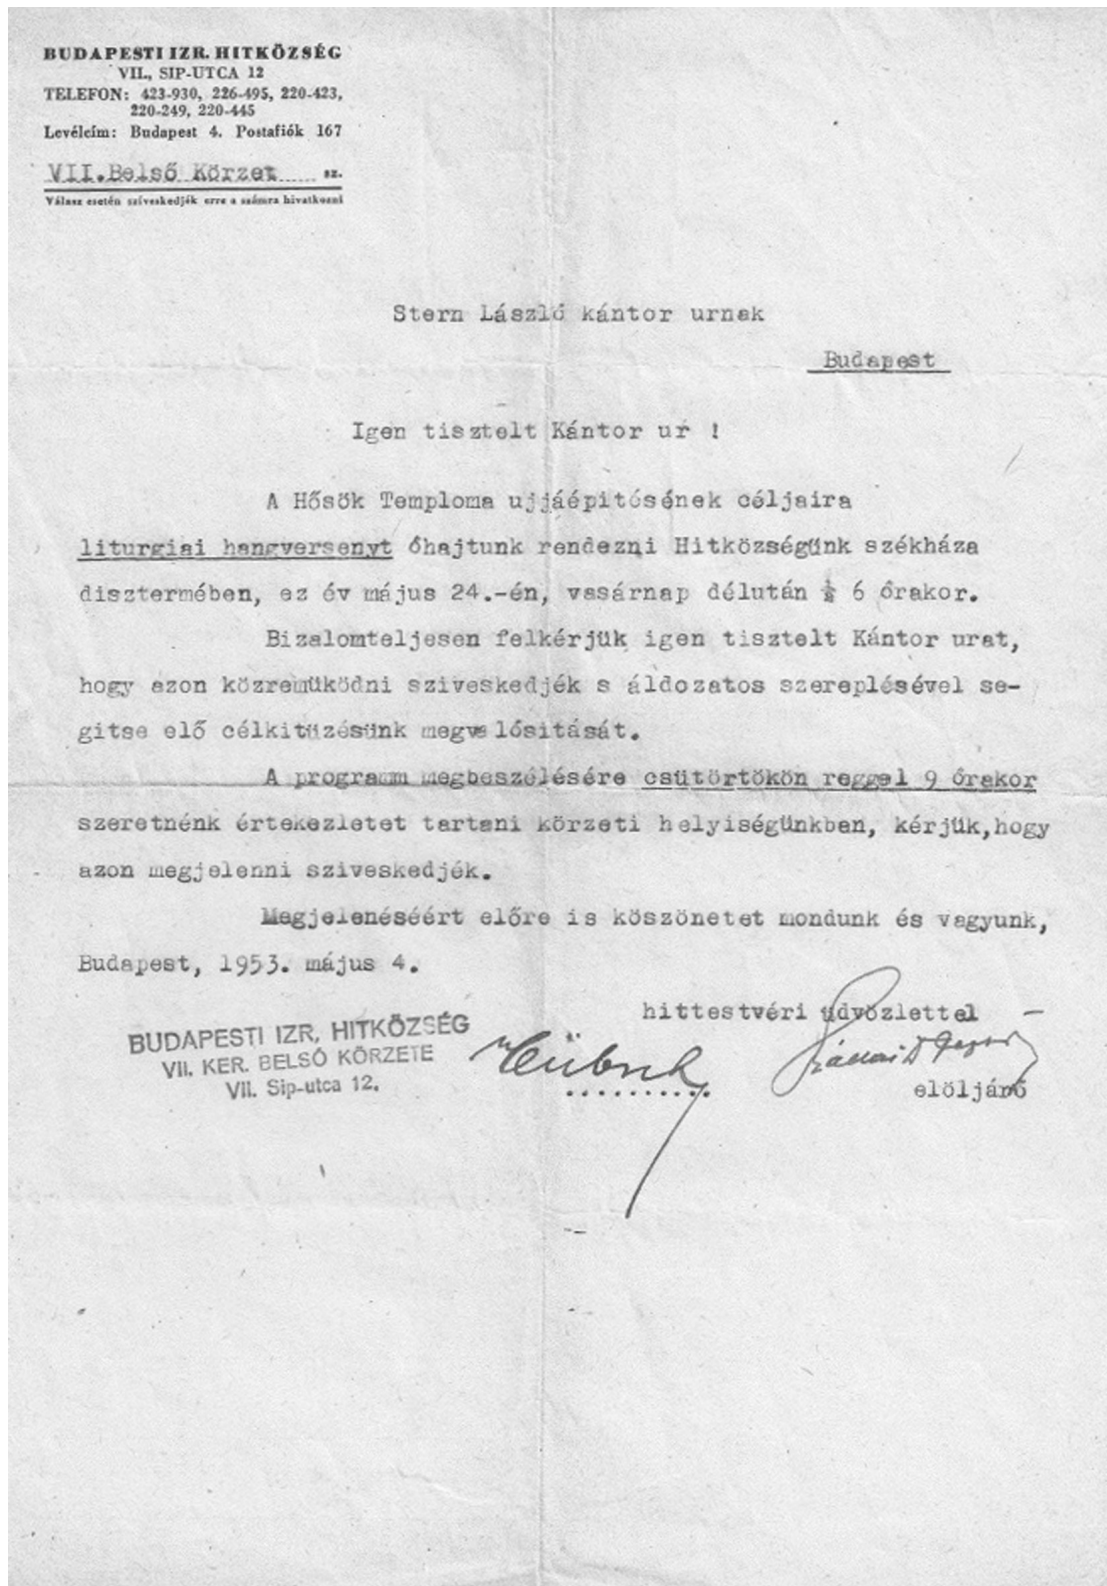 BUDAPESTI IZR. HITKÖZSÉG
VII., SIP-UTCA 12
TELEFON: 423-930, 226-495, 220-423,
220-249, 220-445
Levélcím: Budapest 4. Postafiók 167
VII.Belső Körzet sz.
Válasz esetén szíveskedjék erre a számra hivatkozni
Stern László kántor urnak
Budapest
Igen tisztelt Kántor ur !
A Hősök Temploma ujjáépitésének céljaira
liturgiai hangversenyt óhajtunk rendezni Hitközségünk székháza
disztermében, ez év május 24.-én, vasárnap délután ½ 6 órakor.
Bizalomteljesen felkérjük igen tisztelt Kántor urat,
hogy azon közremüködni sziveskedjék s áldozatos szereplésével se-
gitse elő célkitüzésünk megvalósitását.
A programm megbeszélésére csütörtökön reggel 9 órakor
szeretnénk értekezletet tartani körzeti helyiségünkben, kérjük,hogy
azon megjelenni sziveskedjék.
Megjelenéséért előre is köszönetet mondunk és vagyunk,
Budapest, 1953. május 4.
hittestvéri üdvözlettel
BUDAPESTI IZR, HITKÖZSÉG
VII. KER. BELSŐ KÖRZETE
VII. Sip-utca 12.
..........
elöljáró